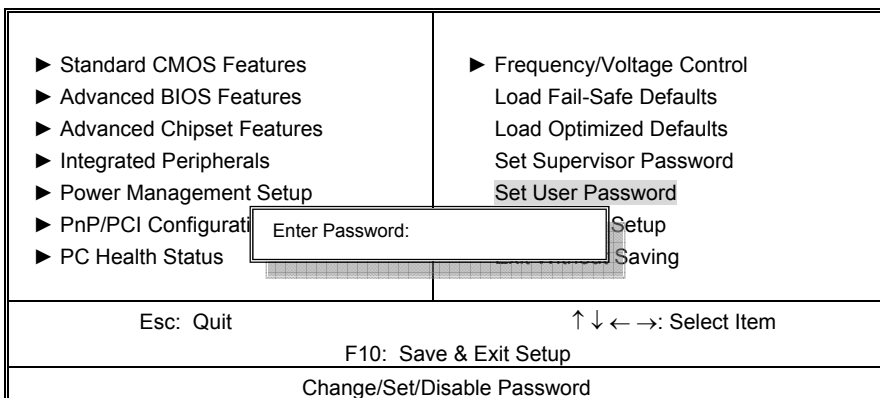 ► Standard CMOS Features
► Advanced BIOS Features
► Advanced Chipset Features
► Integrated Peripherals
► Power Management Setup
► PnP/PCI Configurati
► PC Health Status
► Frequency/Voltage Control
Load Fail-Safe Defaults
Load Optimized Defaults
Set Supervisor Password
Set User Password
Setup
Exit Without Saving
Enter Password:
Esc: Quit
↑↓←→: Select Item
F10: Save & Exit Setup
Change/Set/Disable Password